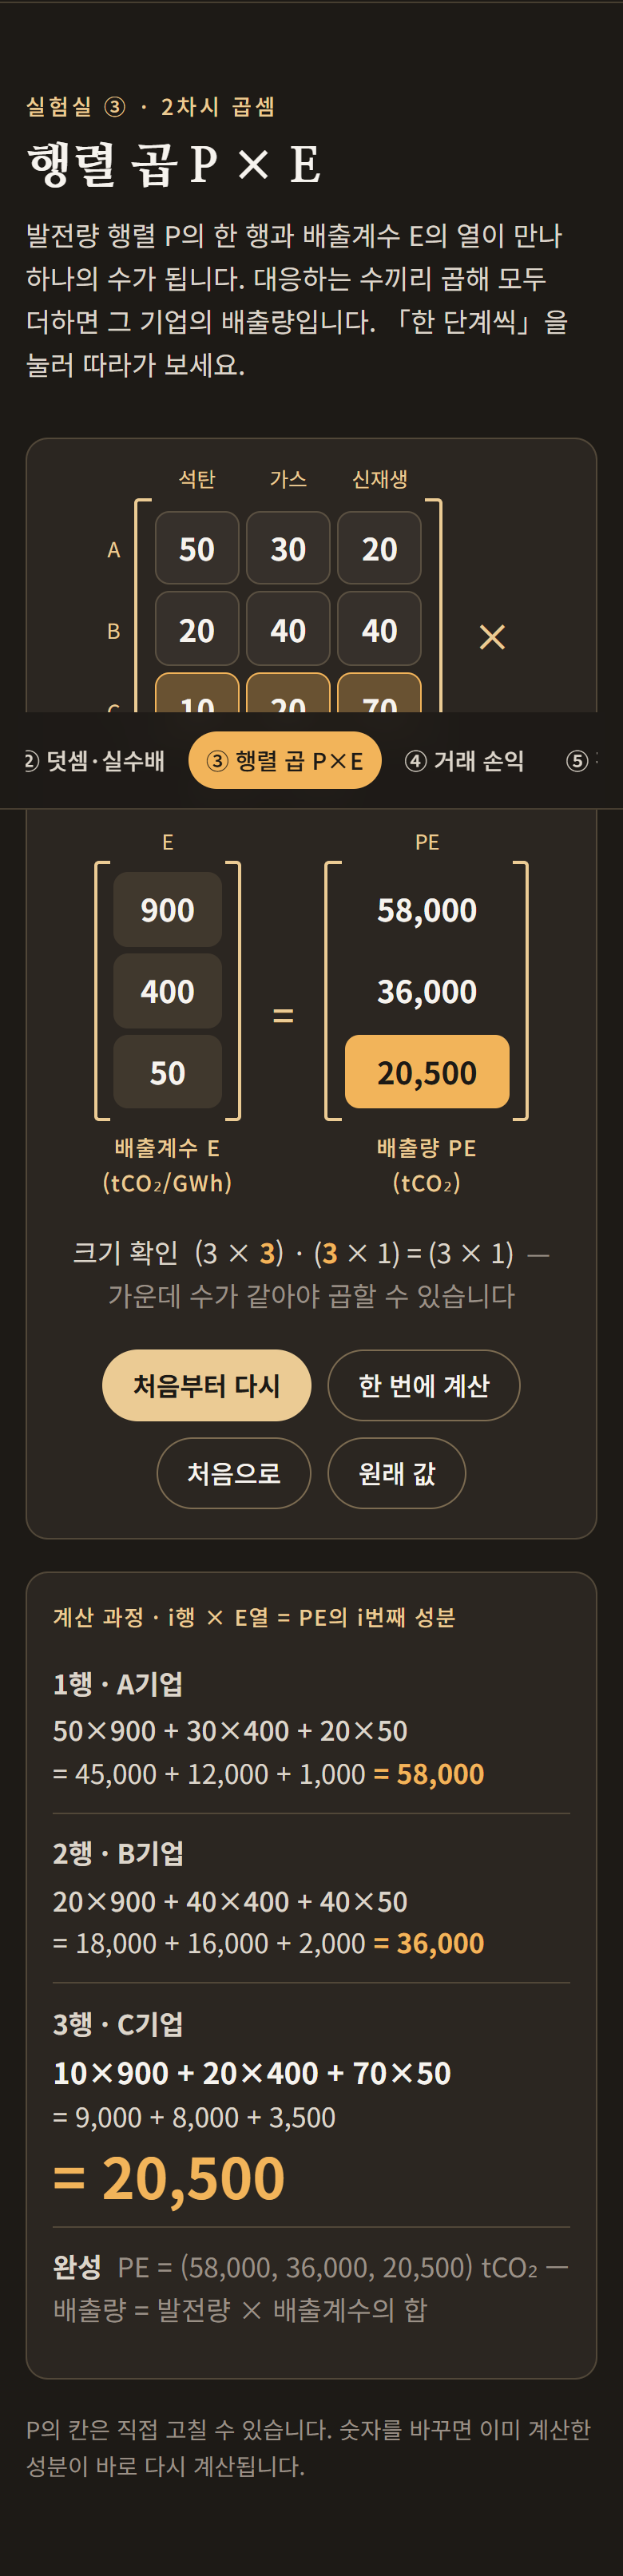 실험실 ③ · 2차시 곱셈
행렬 곱 P × E
발전량 행렬 P의 한 행과 배출계수 E의 열이 만나
하나의 수가 됩니다. 대응하는 수끼리 곱해 모두
더하면 그 기업의 배출량입니다. 「한 단계씩」을
눌러 따라가 보세요.
석탄 가스 신재생
A 50 30 20
B 20 40 40
×
C 10 20 70
② 덧셈·실수배 ③ 행렬 곱 P×E ④ 거래 손익 ⑤
E PE
900 58,000
400 36,000
=
50 20,500
배출계수 E 배출량 PE
(tCO₂/GWh) (tCO₂)
크기 확인 (3 × 3) · (3 × 1) = (3 × 1) —
가운데 수가 같아야 곱할 수 있습니다
처음부터 다시 한 번에 계산
처음으로 원래 값
계산 과정 · i행 × E열 = PE의 i번째 성분
1행 · A기업
50×900 + 30×400 + 20×50
= 45,000 + 12,000 + 1,000 = 58,000
2행 · B기업
20×900 + 40×400 + 40×50
= 18,000 + 16,000 + 2,000 = 36,000
3행 · C기업
10×900 + 20×400 + 70×50
= 9,000 + 8,000 + 3,500
= 20,500
완성 PE = (58,000, 36,000, 20,500) tCO₂ —
배출량 = 발전량 × 배출계수의 합
P의 칸은 직접 고칠 수 있습니다. 숫자를 바꾸면 이미 계산한
성분이 바로 다시 계산됩니다.